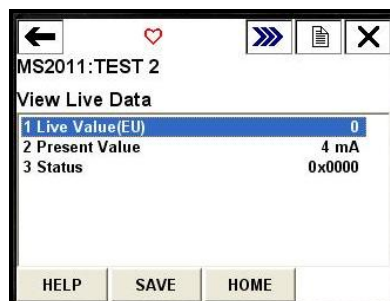 MS2011:TEST 2
View Live Data
1 Live Value(EU) 0
2 Present Value 4 mA
3 Status 0x0000
HELP SAVE HOME